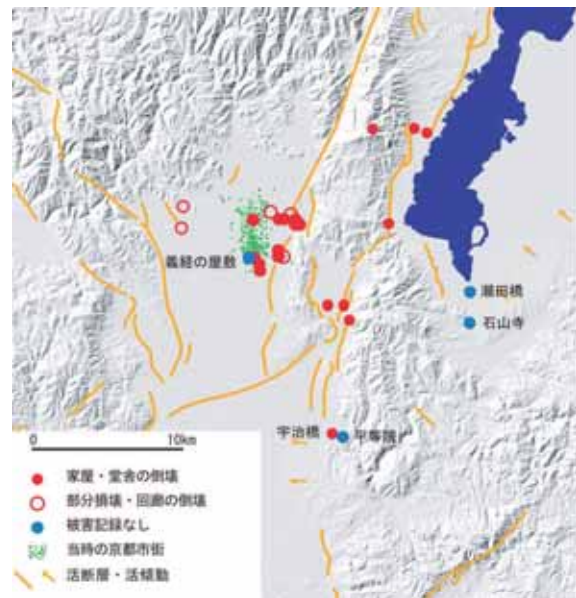 義経の屋敷
瀬田橋
石山寺
宇治橋
平等院
0 10km
家屋・堂舎の倒壊
部分損壊・回廊の倒壊
被害記録なし
当時の京都市街
活断層・活傾動